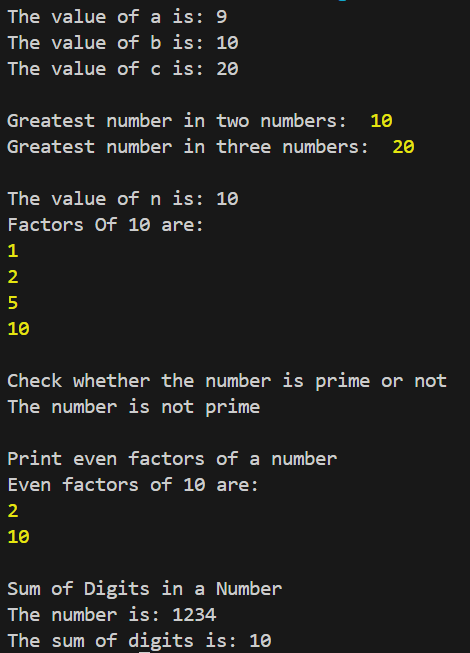 The value of a is: 9
The value of b is: 10
The value of c is: 20
Greatest number in two numbers:  10
Greatest number in three numbers:  20
The value of n is: 10
Factors Of 10 are:
1
2
5
10
Check whether the number is prime or not
The number is not prime
Print even factors of a number
Even factors of 10 are:
2
10
Sum of Digits in a Number
The number is: 1234
The sum of digits is: 10